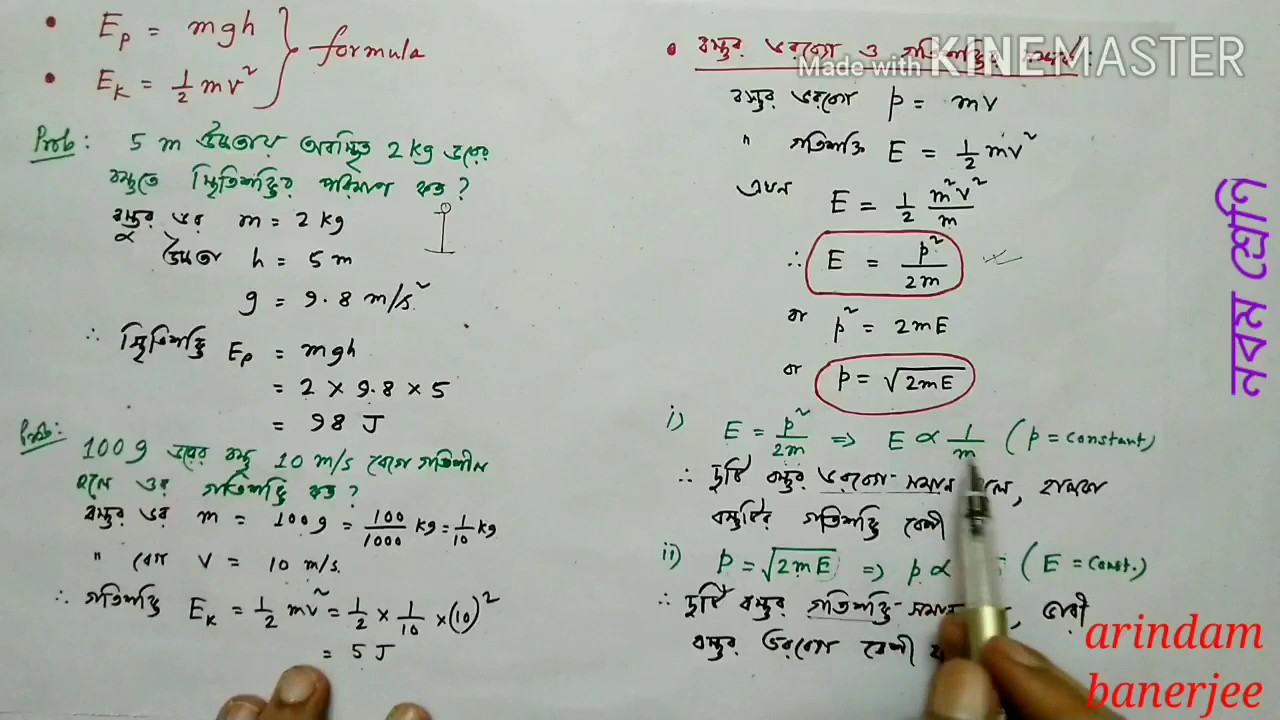 • Ep = mgh
• EK = 1/2 mv² } formula
Prob: 5 m উচ্চতায় অবস্থিত 2 kg ভরের
বস্তুতে স্থিতিশক্তির পরিমাণ কত ?
বস্তুর ভর m = 2 kg
উচ্চতা h = 5 m
g = 9.8 m/s²
∴ স্থিতিশক্তি Ep = mgh
= 2 × 9.8 × 5
= 98 J
Prob: 100g ভরের বস্তু 10 m/s বেগে গতিশীল
হলে ওর গতিশক্তি কত ?
বস্তুর ভর m = 100g = 100/1000 kg = 1/10 kg
" বেগ v = 10 m/s.
∴ গতিশক্তি EK = 1/2 mv² = 1/2 × 1/10 × (10)²
= 5 J
• বস্তুর ভরবেগ ও গতিশক্তির
Made with KINEMASTER
বস্তুর ভরবেগ p = mv
" গতিশক্তি E = 1/2 mv²
এখন E = 1/2 m²v²/m
∴ E = p²/2m
বা p² = 2mE
বা p = √2mE
i) E = p²/2m ⇒ E ∝ 1/m (p = constant)
∴ দুটি বস্তুর ভরবেগ সমান হলে, হালকা
বস্তুটির গতিশক্তি বেশী
ii) p = √2mE ⇒ p ∝ (E = const.)
∴ দুটি বস্তুর গতিশক্তি সমান , ভারী
বস্তুর ভরবেগ বেশী
নবম শ্রেণি
arindam
banerjee